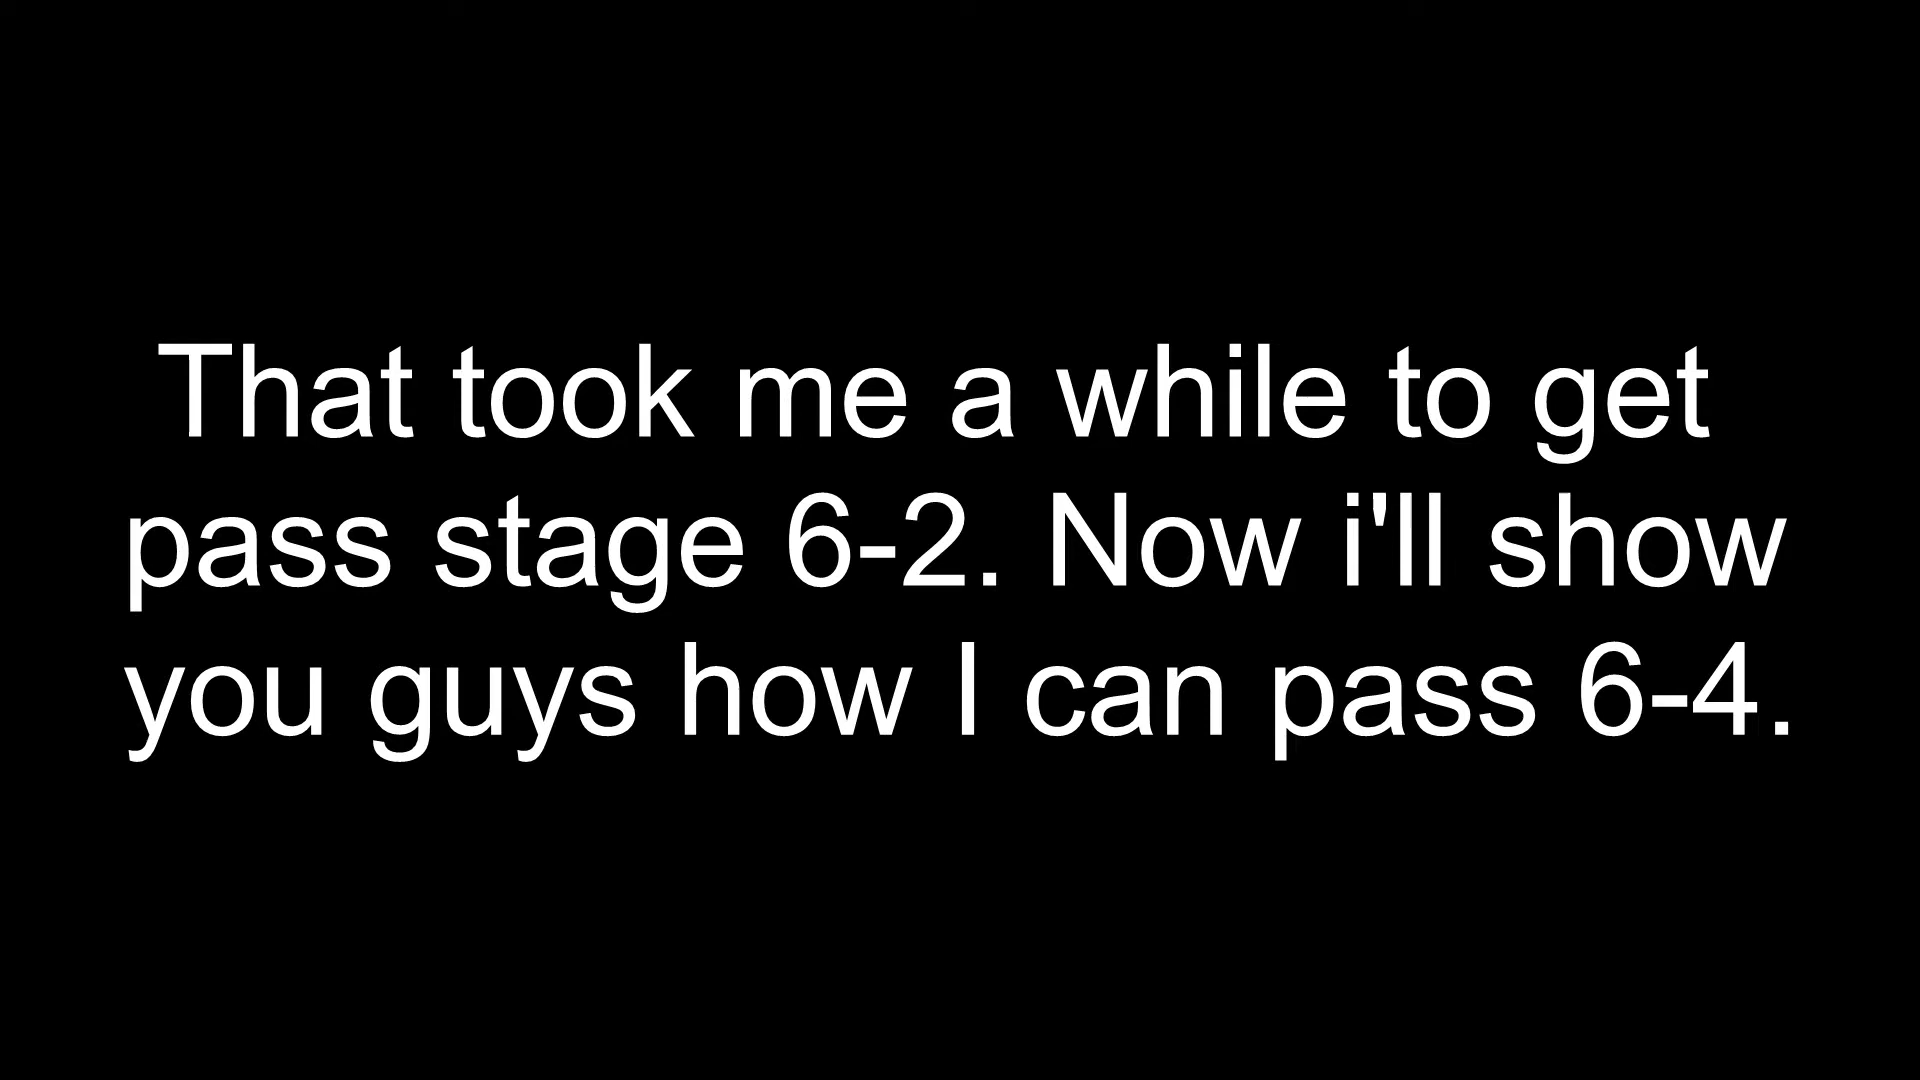 That took me a while to get
pass stage 6-2. Now i'll show
you guys how I can pass 6-4.